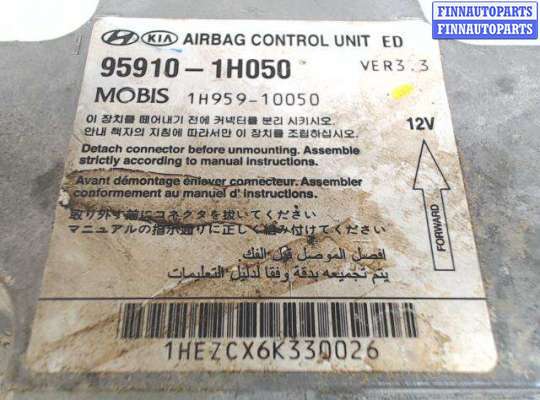 FINNAUTOPARTS
FINNAUTOPARTS
FINNAUTOPARTS
KIA AIRBAG CONTROL UNIT ED
95910-1H050 VER3.3
MOBIS 1H959-10050
이 장치를 떼어내기 전에 커넥터를 분리 시키시오.
안내 책자의 지침에 따라서만 이 장치를 조립하십시오.
12V
Detach connector before unmounting. Assemble
strictly according to manual instructions.
Avant démontage enlever connecteur. Assembler
conformement au manuel d' instructions.
FORWARD
取り外す前にコネクタを抜いてください
マニュアルの指示通りに正しく組み付けてください
افصل الموصل قبل الفك.
يتم تجميعه بدقة وفقا لدليل التعليمات
1HEZCX6K330026